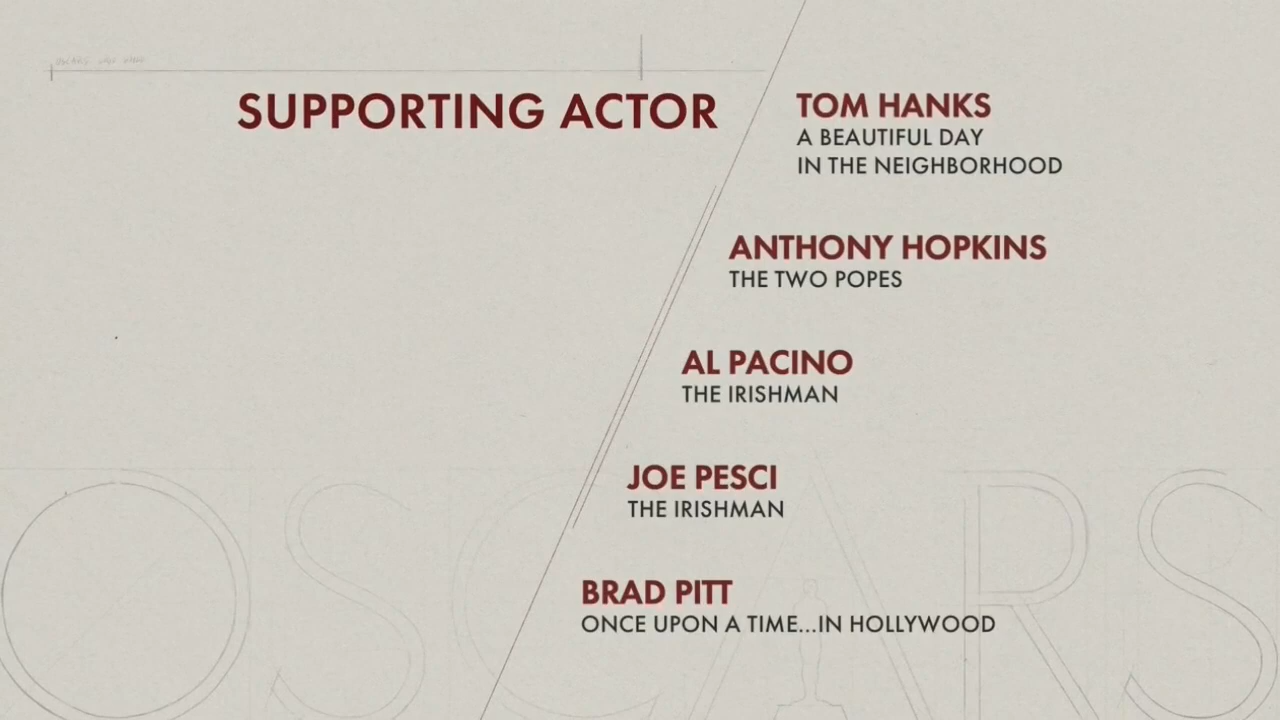 SUPPORTING ACTOR
TOM HANKS
A BEAUTIFUL DAY
IN THE NEIGHBORHOOD
ANTHONY HOPKINS
THE TWO POPES
AL PACINO
THE IRISHMAN
JOE PESCI
THE IRISHMAN
BRAD PITT
ONCE UPON A TIME...IN HOLLYWOOD
OSCARS